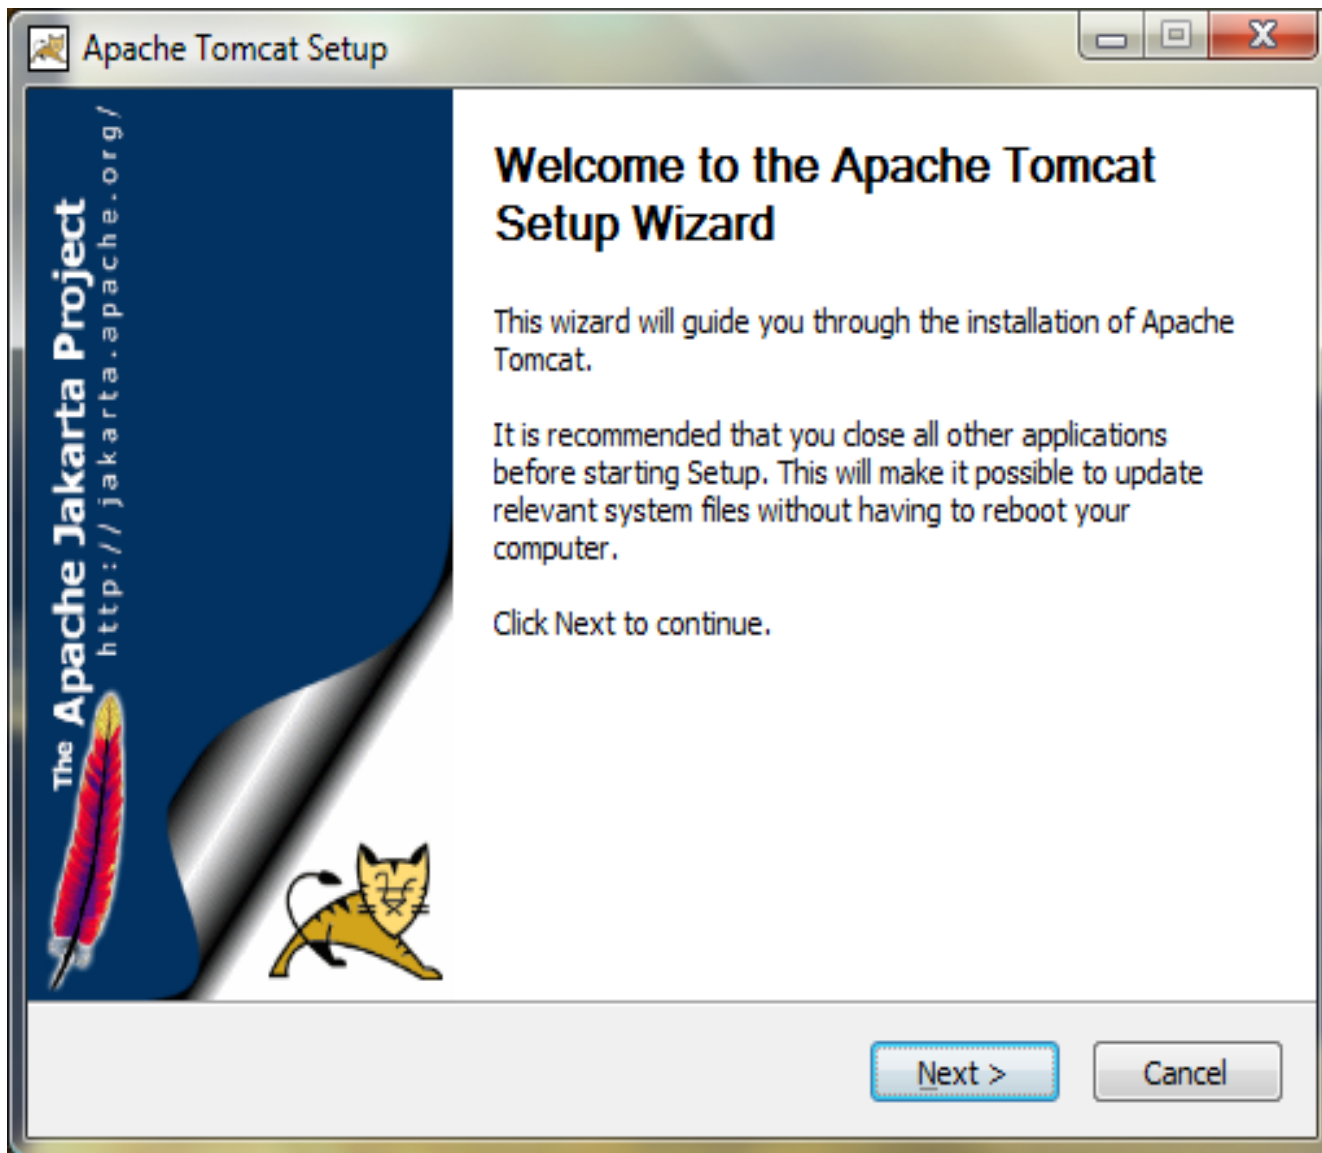 Apache Tomcat Setup
The Apache Jakarta Project
http://jakarta.apache.org/
Welcome to the Apache Tomcat
Setup Wizard
This wizard will guide you through the installation of Apache
Tomcat.
It is recommended that you close all other applications
before starting Setup. This will make it possible to update
relevant system files without having to reboot your
computer.
Click Next to continue.
Next >
Cancel